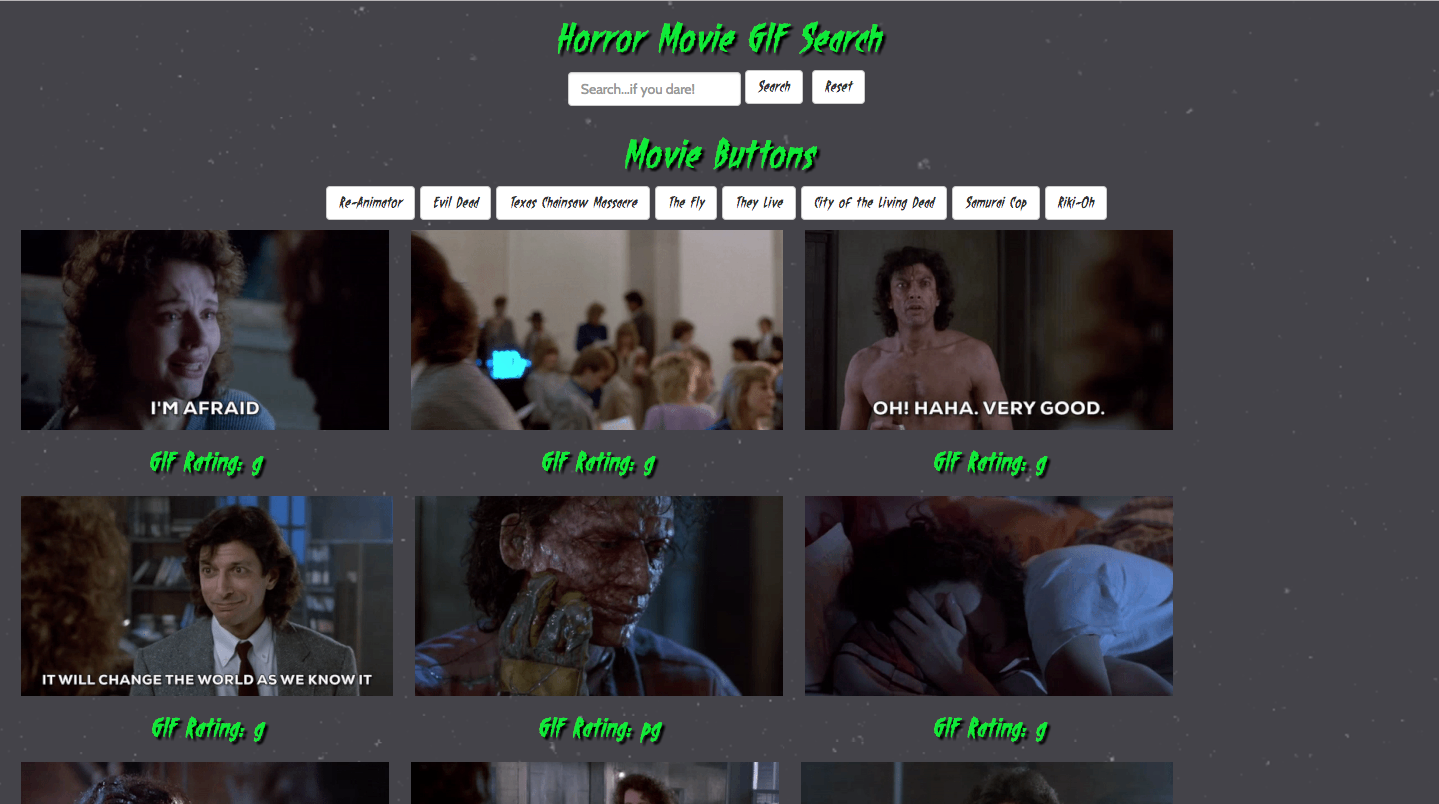 Horror Movie GIF Search
Search...if you dare! Search Reset
Movie Buttons
Re-Animator Evil Dead Texas Chainsaw Massacre The Fly They Live City of the Living Dead Samurai Cop Riki-Oh
I'M AFRAID
OH! HAHA. VERY GOOD.
GIF Rating: g GIF Rating: g GIF Rating: g
IT WILL CHANGE THE WORLD AS WE KNOW IT
GIF Rating: g GIF Rating: pg GIF Rating: g